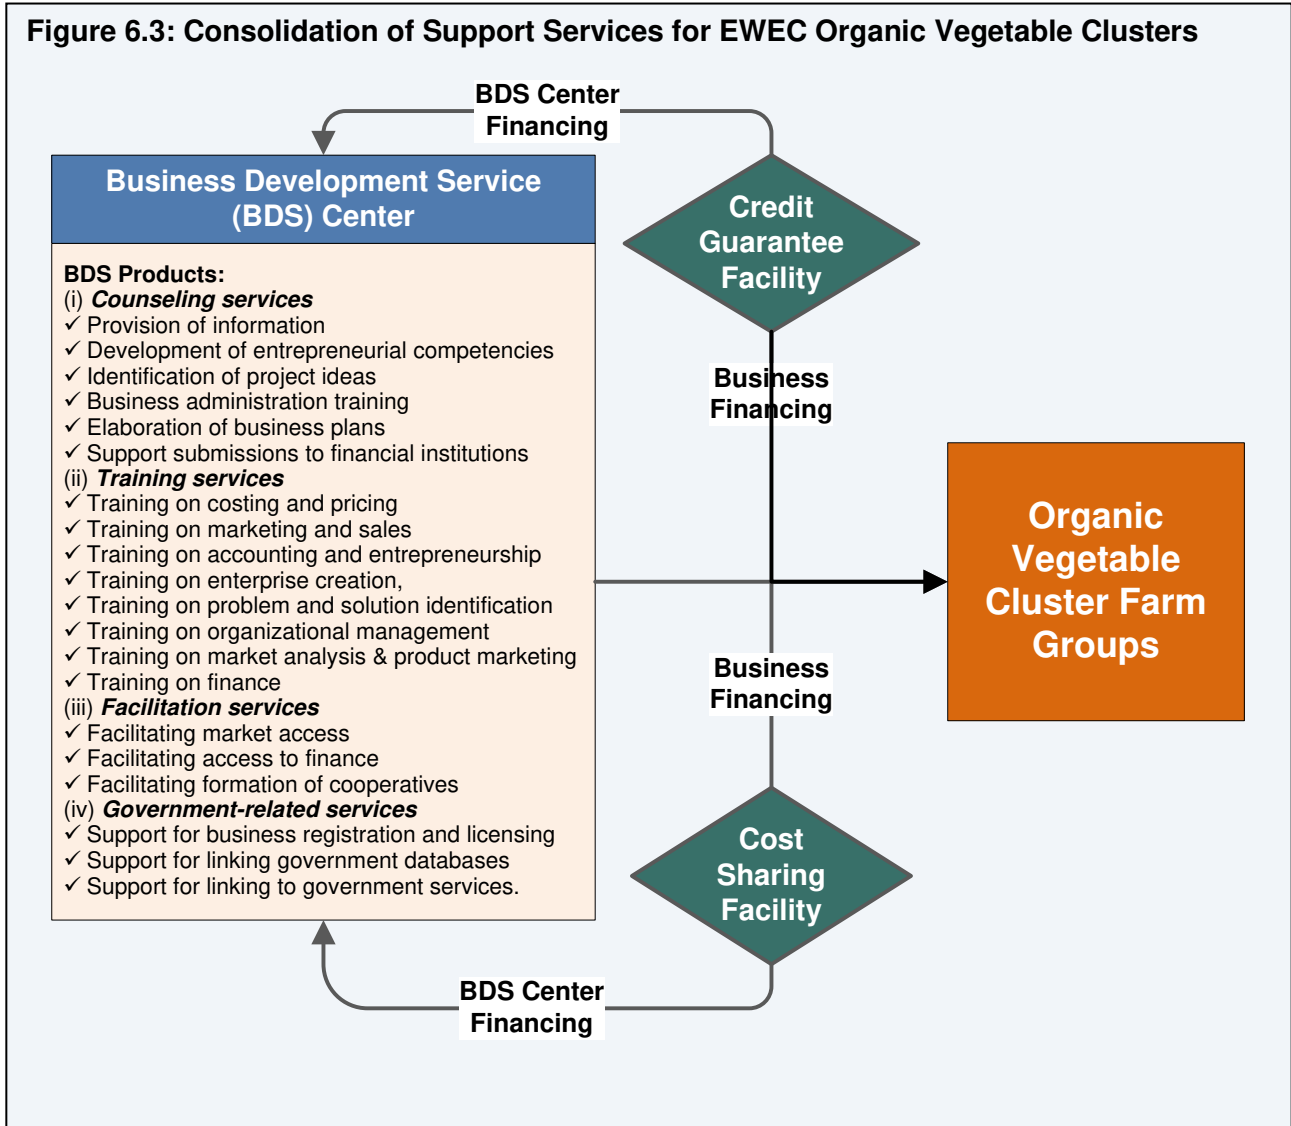 Figure 6.3: Consolidation of Support Services for EWEC Organic Vegetable Clusters
BDS Center
Financing
Business Development Service
(BDS) Center
BDS Products:
(i) Counseling services
✓ Provision of information
✓ Development of entrepreneurial competencies
✓ Identification of project ideas
✓ Business administration training
✓ Elaboration of business plans
✓ Support submissions to financial institutions
(ii) Training services
✓ Training on costing and pricing
✓ Training on marketing and sales
✓ Training on accounting and entrepreneurship
✓ Training on enterprise creation,
✓ Training on problem and solution identification
✓ Training on organizational management
✓ Training on market analysis & product marketing
✓ Training on finance
(iii) Facilitation services
✓ Facilitating market access
✓ Facilitating access to finance
✓ Facilitating formation of cooperatives
(iv) Government-related services
✓ Support for business registration and licensing
✓ Support for linking government databases
✓ Support for linking to government services.
Credit
Guarantee
Facility
Business
Financing
Organic
Vegetable
Cluster Farm
Groups
Business
Financing
Cost
Sharing
Facility
BDS Center
Financing